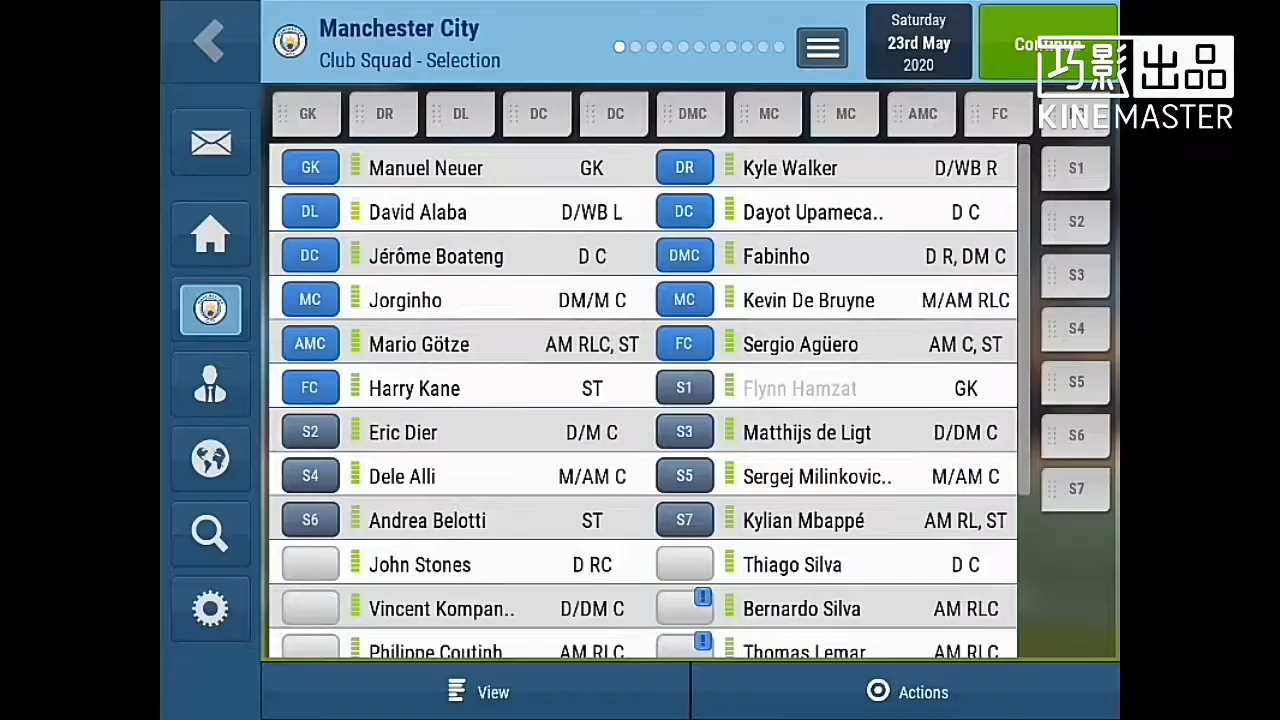 Manchester City
Club Squad - Selection
Saturday
23rd May
2020
巧影出品
KINEMASTER
GK DR DL DC DC DMC MC MC AMC FC
GK Manuel Neuer GK DR Kyle Walker D/WB R
DL David Alaba D/WB L DC Dayot Upameca.. D C
DC Jérôme Boateng D C DMC Fabinho D R, DM C
MC Jorginho DM/M C MC Kevin De Bruyne M/AM RLC
AMC Mario Götze AM RLC, ST FC Sergio Agüero AM C, ST
FC Harry Kane ST S1 Flynn Hamzat GK
S2 Eric Dier D/M C S3 Matthijs de Ligt D/DM C
S4 Dele Alli M/AM C S5 Sergej Milinkovic.. M/AM C
S6 Andrea Belotti ST S7 Kylian Mbappé AM RL, ST
John Stones D RC Thiago Silva D C
Vincent Kompan.. D/DM C Bernardo Silva AM RLC
Philippe Coutinh AM RLC Thomas Lemar AM RLC
S1
S2
S3
S4
S5
S6
S7
View Actions